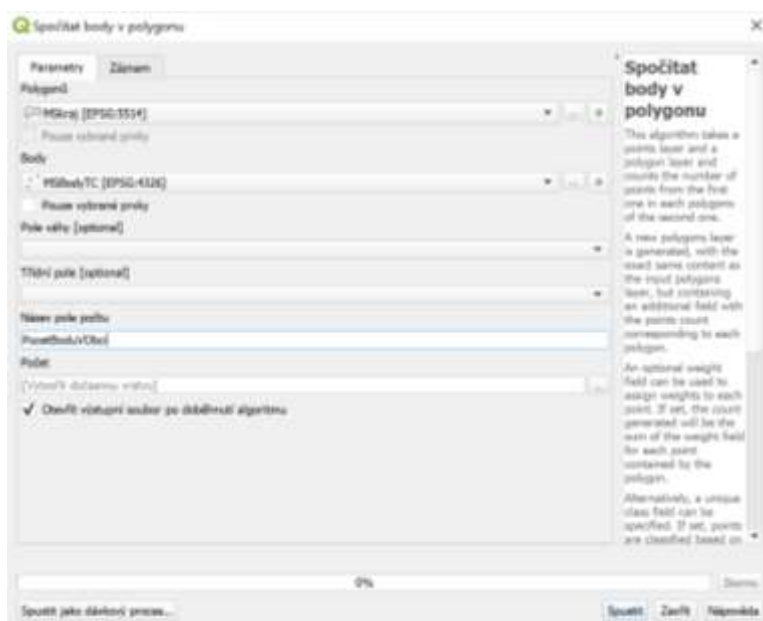 Spočítat body v polygonu
Parametry
Záznam
Polygonů
MSkraj [EPSG:5514]
Pouze vybrané prvky
Body
MSBodyTC [EPSG:4326]
Pouze vybrané prvky
Pole váhy [optional]
Třídní pole [optional]
Název pole počtu
PocetBoduVObci
Počet
[Vytvořit dočasnou vrstvu]
✓ Otevřít výstupní soubor po doběhnutí algoritmu
0%
Storno
Spustit jako dávkový proces...
Spustit
Zavřít
Nápověda
Spočítat
body v
polygonu
This algorithm takes a
points layer and a
polygon layer and
counts the number of
points from the first
one in each polygons
of the second one.
A new polygons layer
is generated, with the
exact same content as
the input polygons
layer, but containing
an additional field with
the points count
corresponding to each
polygon.
An optional weight
field can be used to
assign weights to each
point. If set, the count
generated will be the
sum of the weight field
for each point
contained by the
polygon.
Alternatively, a unique
class field can be
specified. If set, points
are classified based on